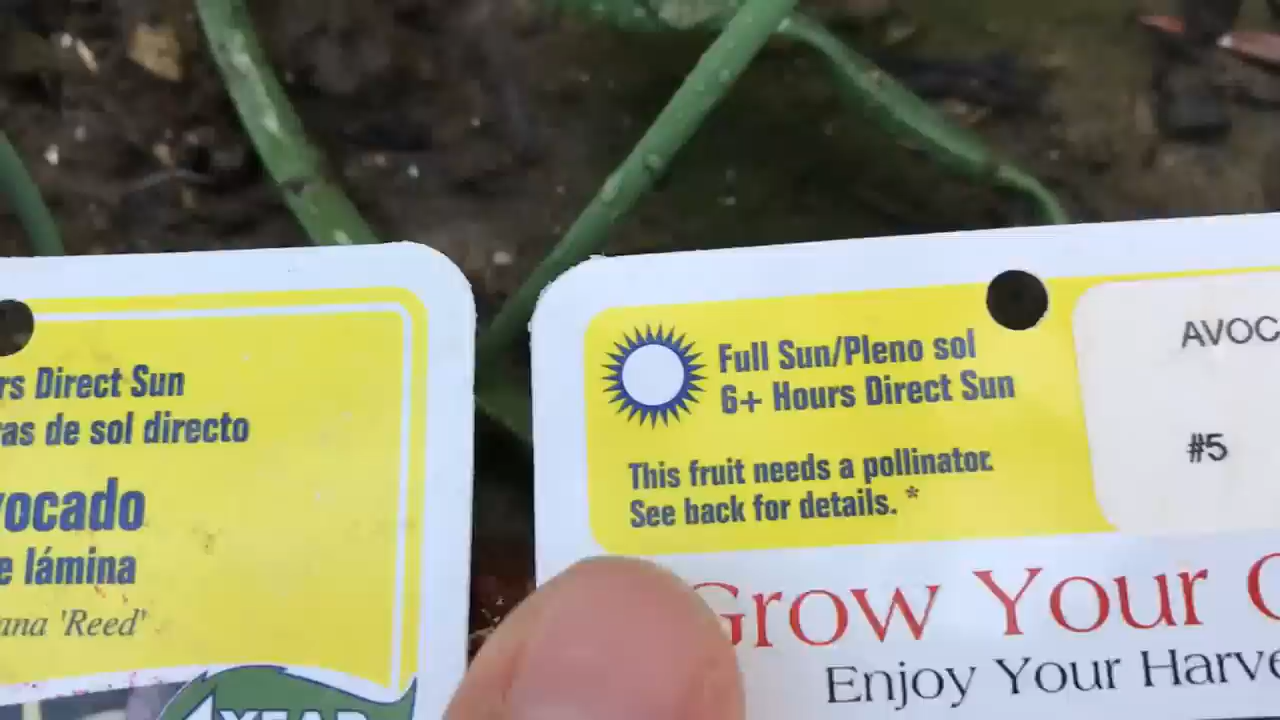 rs Direct Sun
ras de sol directo
vocado
e lámina
ana 'Reed'
YEAR
Full Sun/Pleno sol
6+ Hours Direct Sun
This fruit needs a pollinator.
See back for details. *
AVOC
#5
Grow Your
Enjoy Your Harve